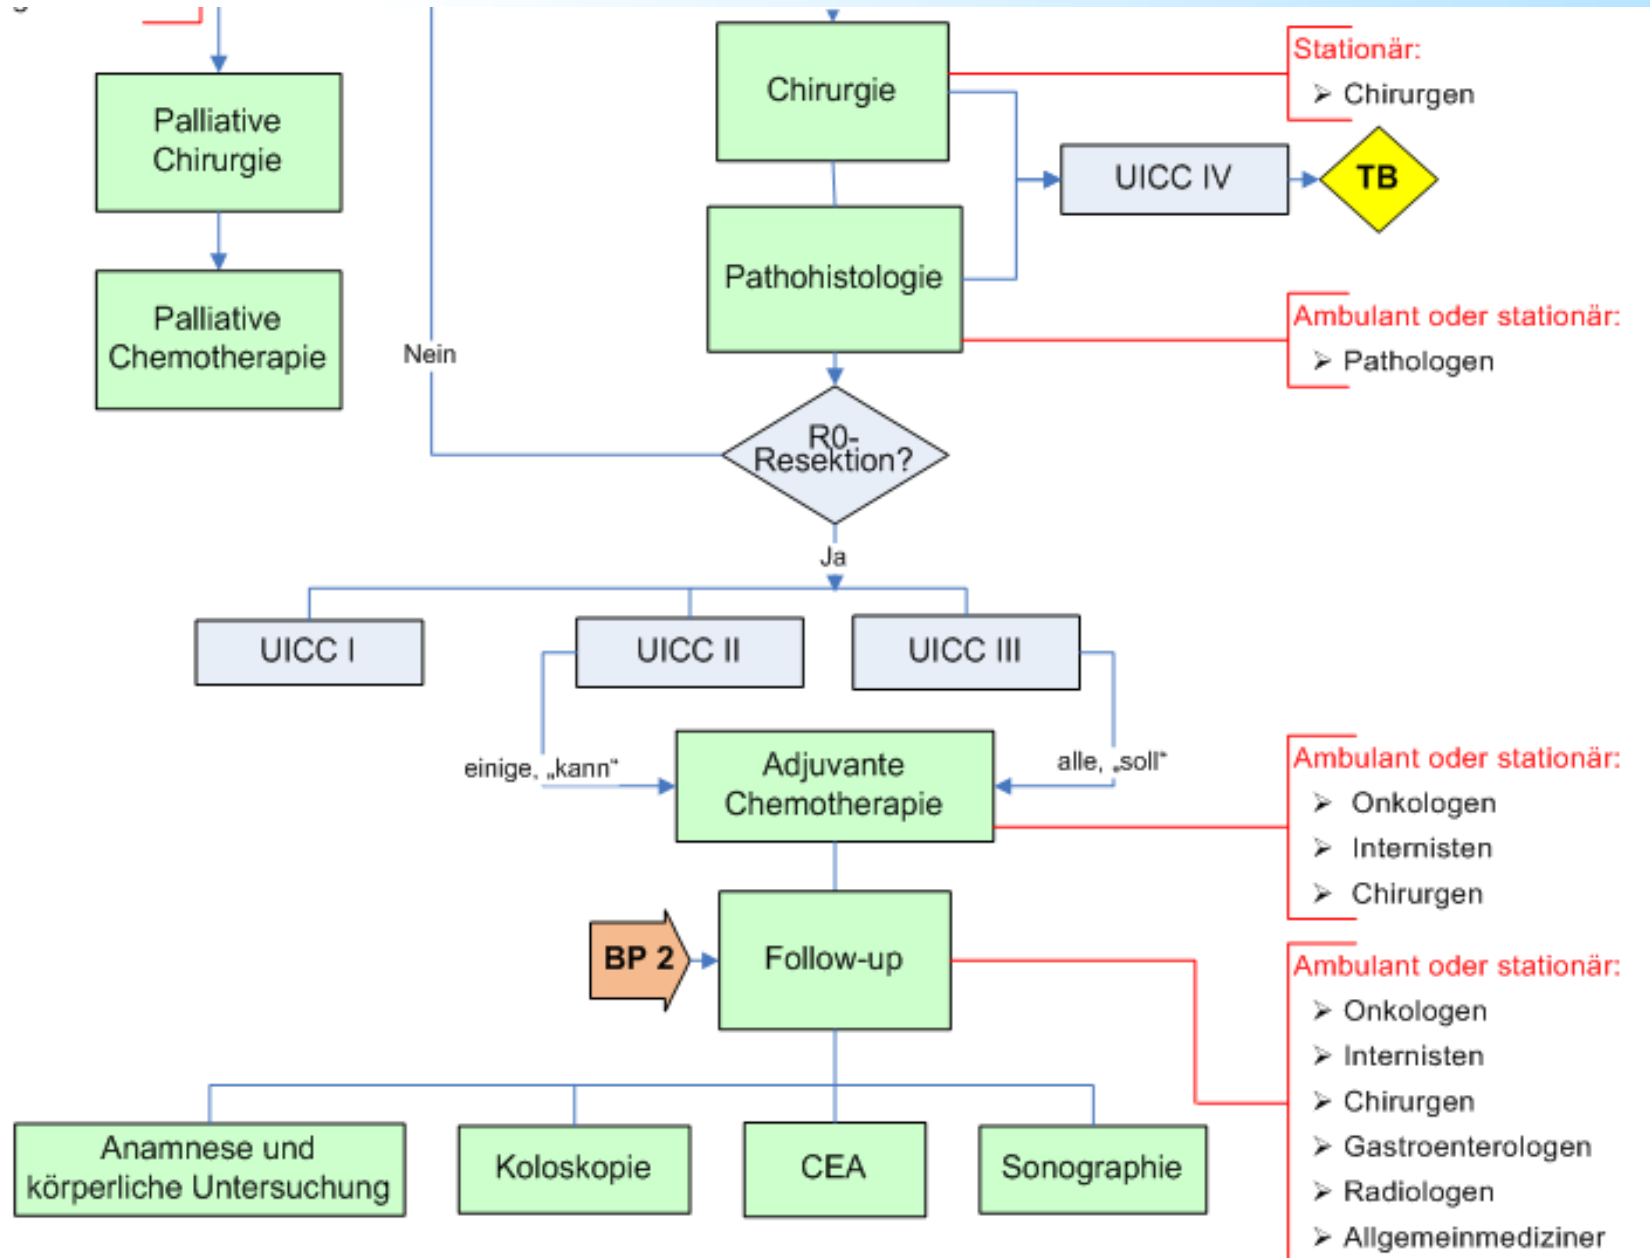 Stationär:
➢ Chirurgen
Chirurgie
Palliative
Chirurgie
UICC IV
TB
Pathohistologie
Ambulant oder stationär:
➢ Pathologen
Palliative
Chemotherapie
Nein
R0-
Resektion?
Ja
UICC I
UICC II
UICC III
einige, „kann“
Adjuvante
Chemotherapie
alle, „soll“
Ambulant oder stationär:
➢ Onkologen
➢ Internisten
➢ Chirurgen
BP 2
Follow-up
Ambulant oder stationär:
➢ Onkologen
➢ Internisten
➢ Chirurgen
➢ Gastroenterologen
➢ Radiologen
➢ Allgemeinmediziner
Anamnese und
körperliche Untersuchung
Koloskopie
CEA
Sonographie